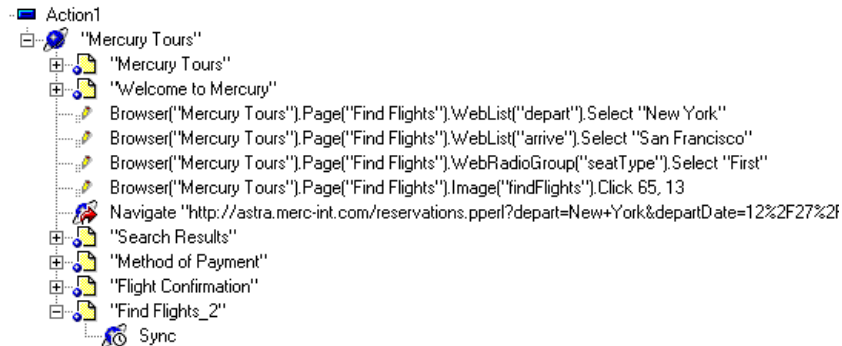 Action1
"Mercury Tours"
"Mercury Tours"
"Welcome to Mercury"
Browser("Mercury Tours").Page("Find Flights").WebList("depart").Select "New York"
Browser("Mercury Tours").Page("Find Flights").WebList("arrive").Select "San Francisco"
Browser("Mercury Tours").Page("Find Flights").WebRadioGroup("seatType").Select "First"
Browser("Mercury Tours").Page("Find Flights").Image("findFlights").Click 65, 13
Navigate "http://astra.merc-int.com/reservations.pperl?depart=New+York&departDate=12%2F27%2F
"Search Results"
"Method of Payment"
"Flight Confirmation"
"Find Flights_2"
Sync